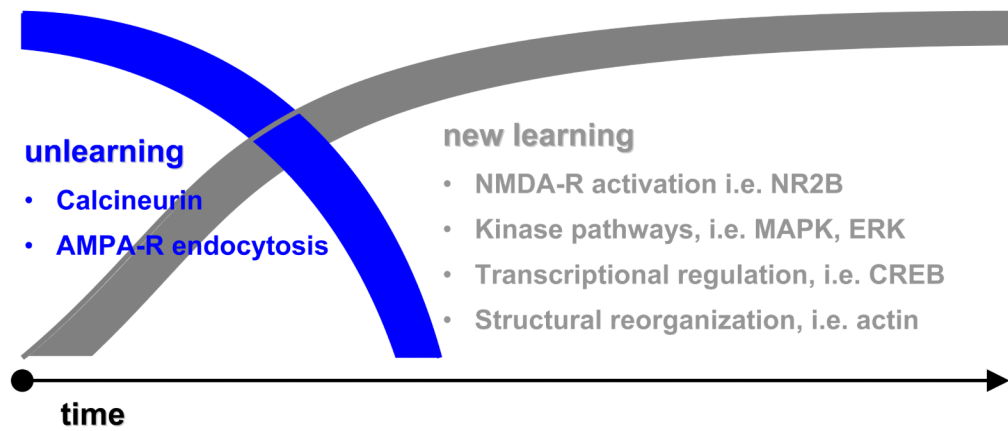 unlearning
• Calcineurin
• AMPA-R endocytosis
new learning
• NMDA-R activation i.e. NR2B
• Kinase pathways, i.e. MAPK, ERK
• Transcriptional regulation, i.e. CREB
• Structural reorganization, i.e. actin
time